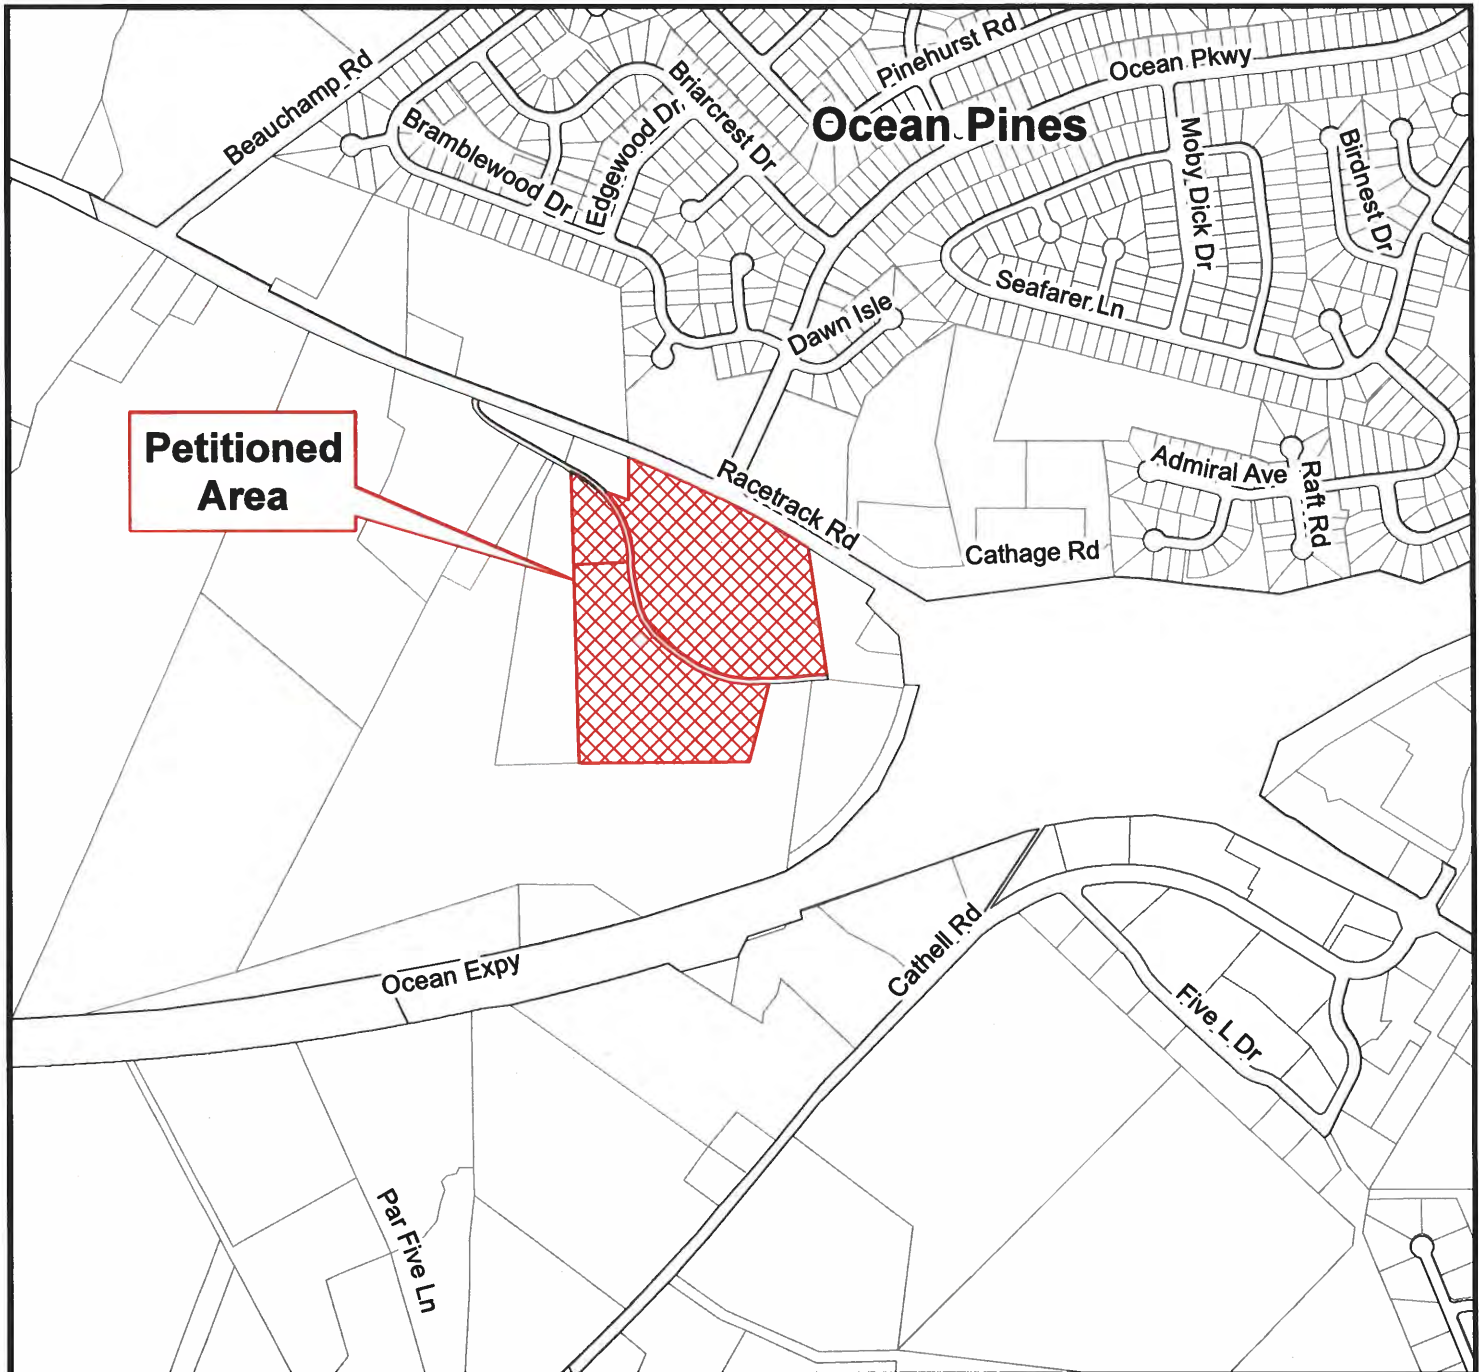 Beauchamp Rd
Pinehurst Rd
Ocean Pkwy
Briarcrest Dr
Ocean Pines
Bramblewood Dr
Edgewood Dr
Moby Dick Dr
Birdnest Dr
Seafarer Ln
Dawn Isle
Petitioned
Area
Racetrack Rd
Admiral Ave
Raft Rd
Cathage Rd
Ocean Expy
Cathell Rd
Five L Dr
Par Five Ln